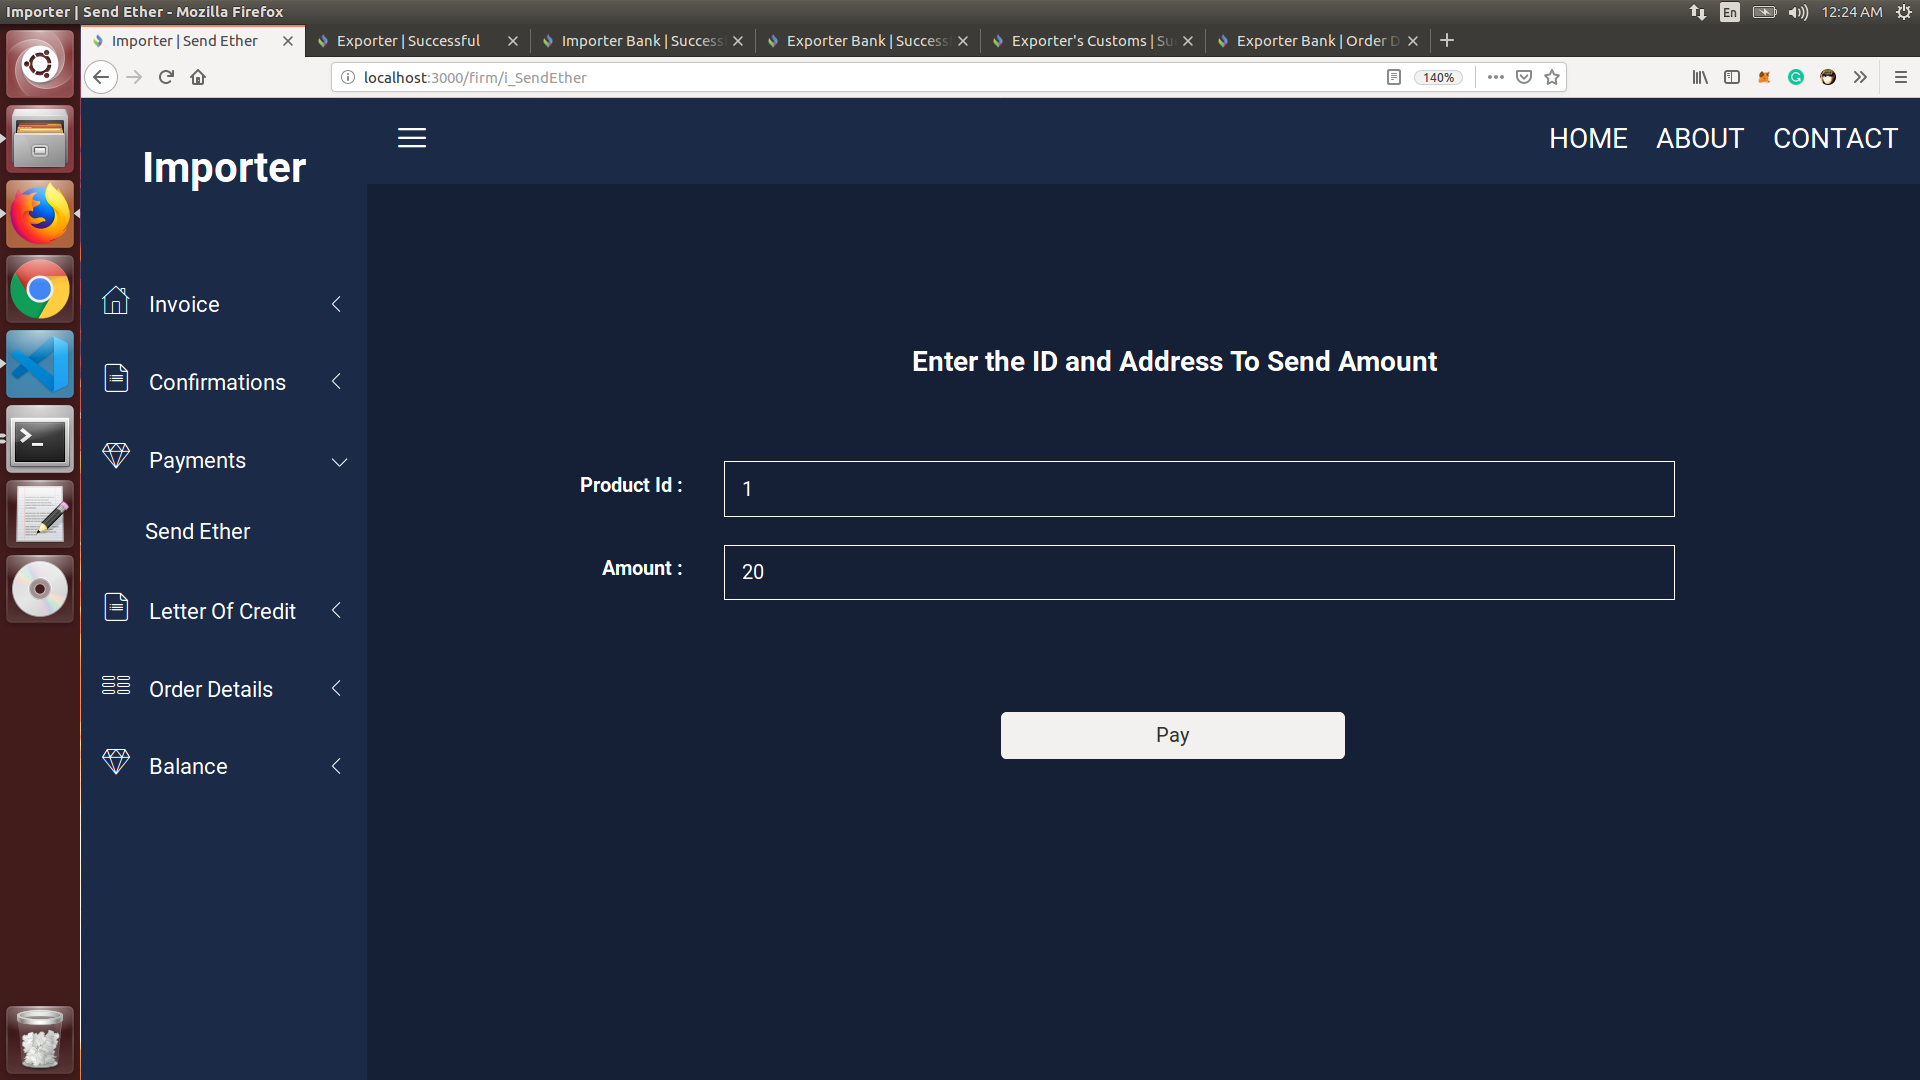 Importer | Send Ether - Mozilla Firefox
En
12:24 AM
Importer | Send Ether
Exporter | Successful
Importer Bank | Success
Exporter Bank | Success
Exporter's Customs | Su
Exporter Bank | Order D
localhost:3000/firm/i_SendEther
140%
Importer
HOME
ABOUT
CONTACT
Invoice
Confirmations
Payments
Send Ether
Letter Of Credit
Order Details
Balance
Enter the ID and Address To Send Amount
Product Id :
1
Amount :
20
Pay